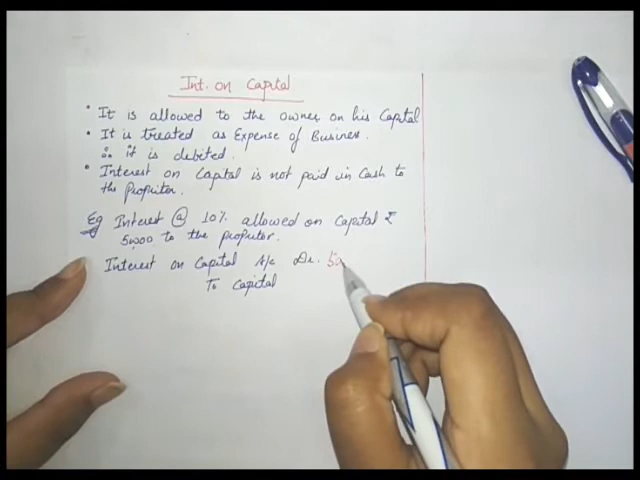 Int. on Capital
• It is allowed to the owner on his Capital
• It is treated as Expense of Business.
∴ it is debited.
• Interest on Capital is not paid in Cash to
the Propritor.
Eg Interest @ 10% allowed on Capital ₹
50,000 to the propritor.
Interest on Capital A/c Dr. 50
To Capital